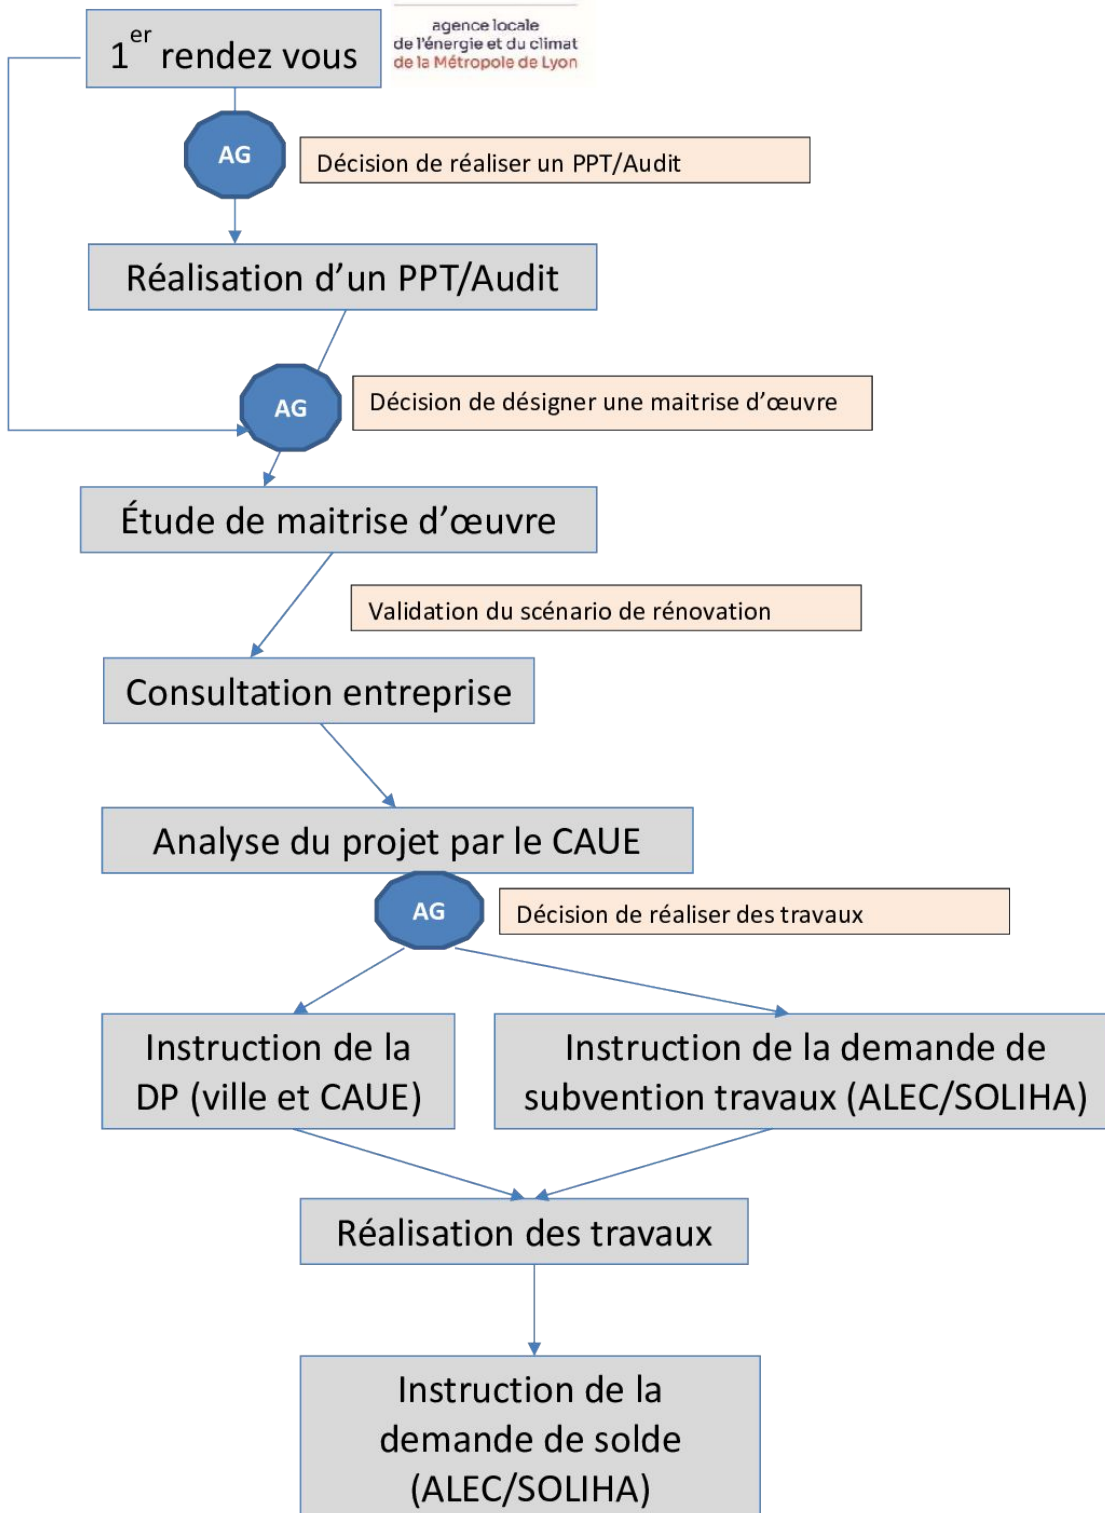 1er rendez vous
agence locale
de l'énergie et du climat
de la Métropole de Lyon
AG
Décision de réaliser un PPT/Audit
Réalisation d’un PPT/Audit
AG
Décision de désigner une maitrise d’œuvre
Étude de maitrise d’œuvre
Validation du scénario de rénovation
Consultation entreprise
Analyse du projet par le CAUE
AG
Décision de réaliser des travaux
Instruction de la
DP (ville et CAUE)
Instruction de la demande de
subvention travaux (ALEC/SOLIHA)
Réalisation des travaux
Instruction de la
demande de solde
(ALEC/SOLIHA)